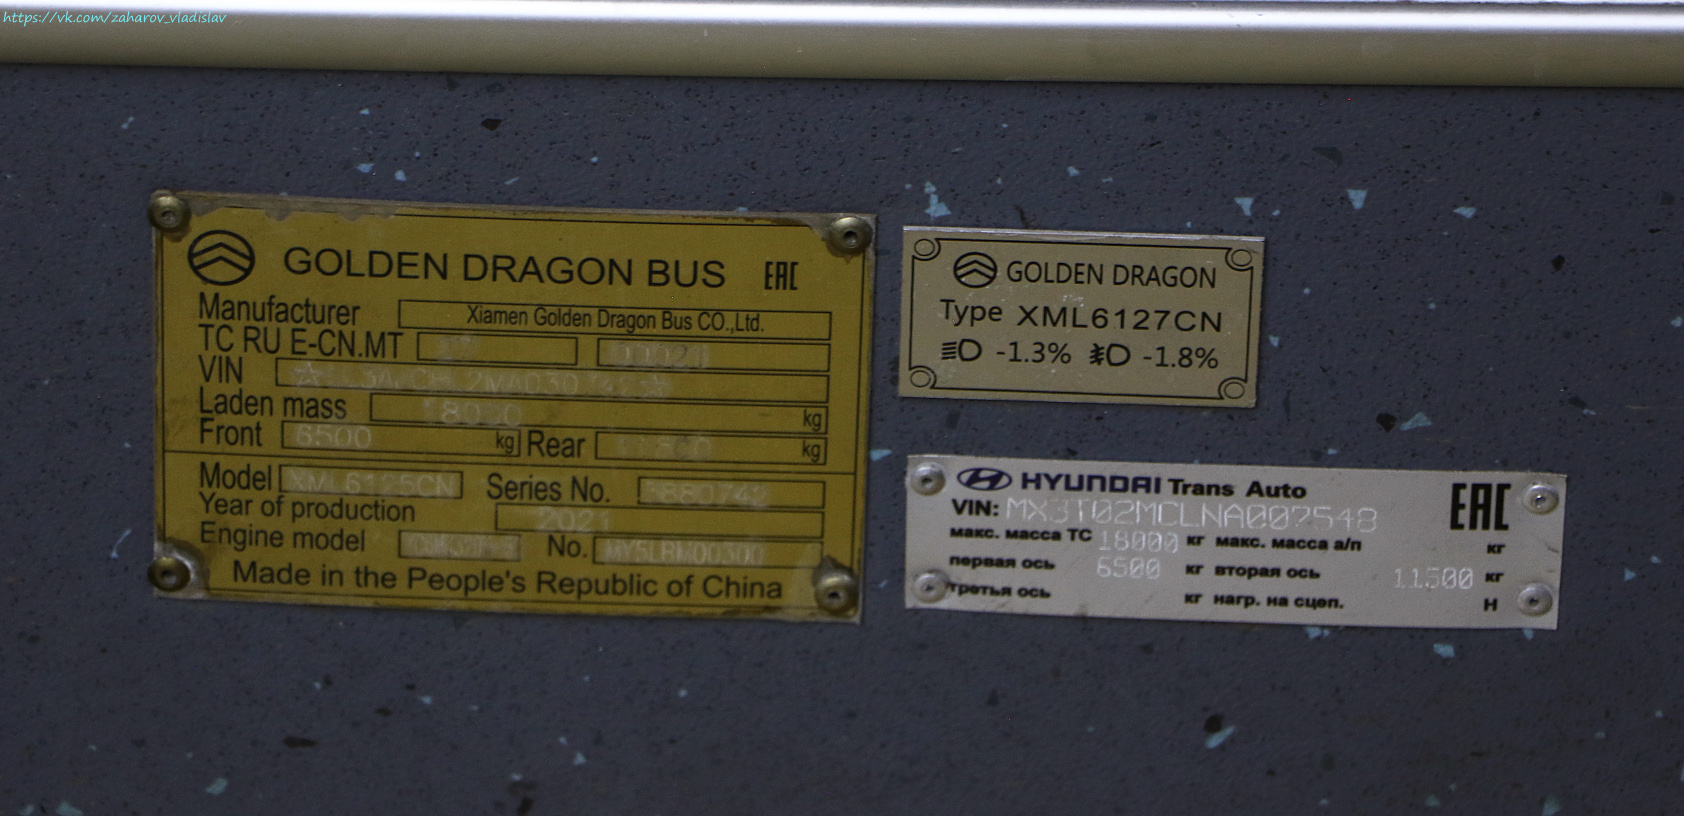 https://vk.com/zaharov_vladislav
GOLDEN DRAGON BUS EAC
Manufacturer Xiamen Golden Dragon Bus CO.,Ltd.
TC RU E-CN.MT
VIN
Laden mass kg
Front 6500 kg Rear kg
Model XML6125CN Series No.
Year of production 2021
Engine model No.
Made in the People's Republic of China
GOLDEN DRAGON
Type XML6127CN
-1.3% -1.8%
HYUNDAI Trans Auto EAC
VIN: MX3T02MCLNA007548
макс. масса ТС 18000 кг макс. масса а/п кг
первая ось 6500 кг вторая ось 11500 кг
третья ось кг нагр. на сцеп. Н